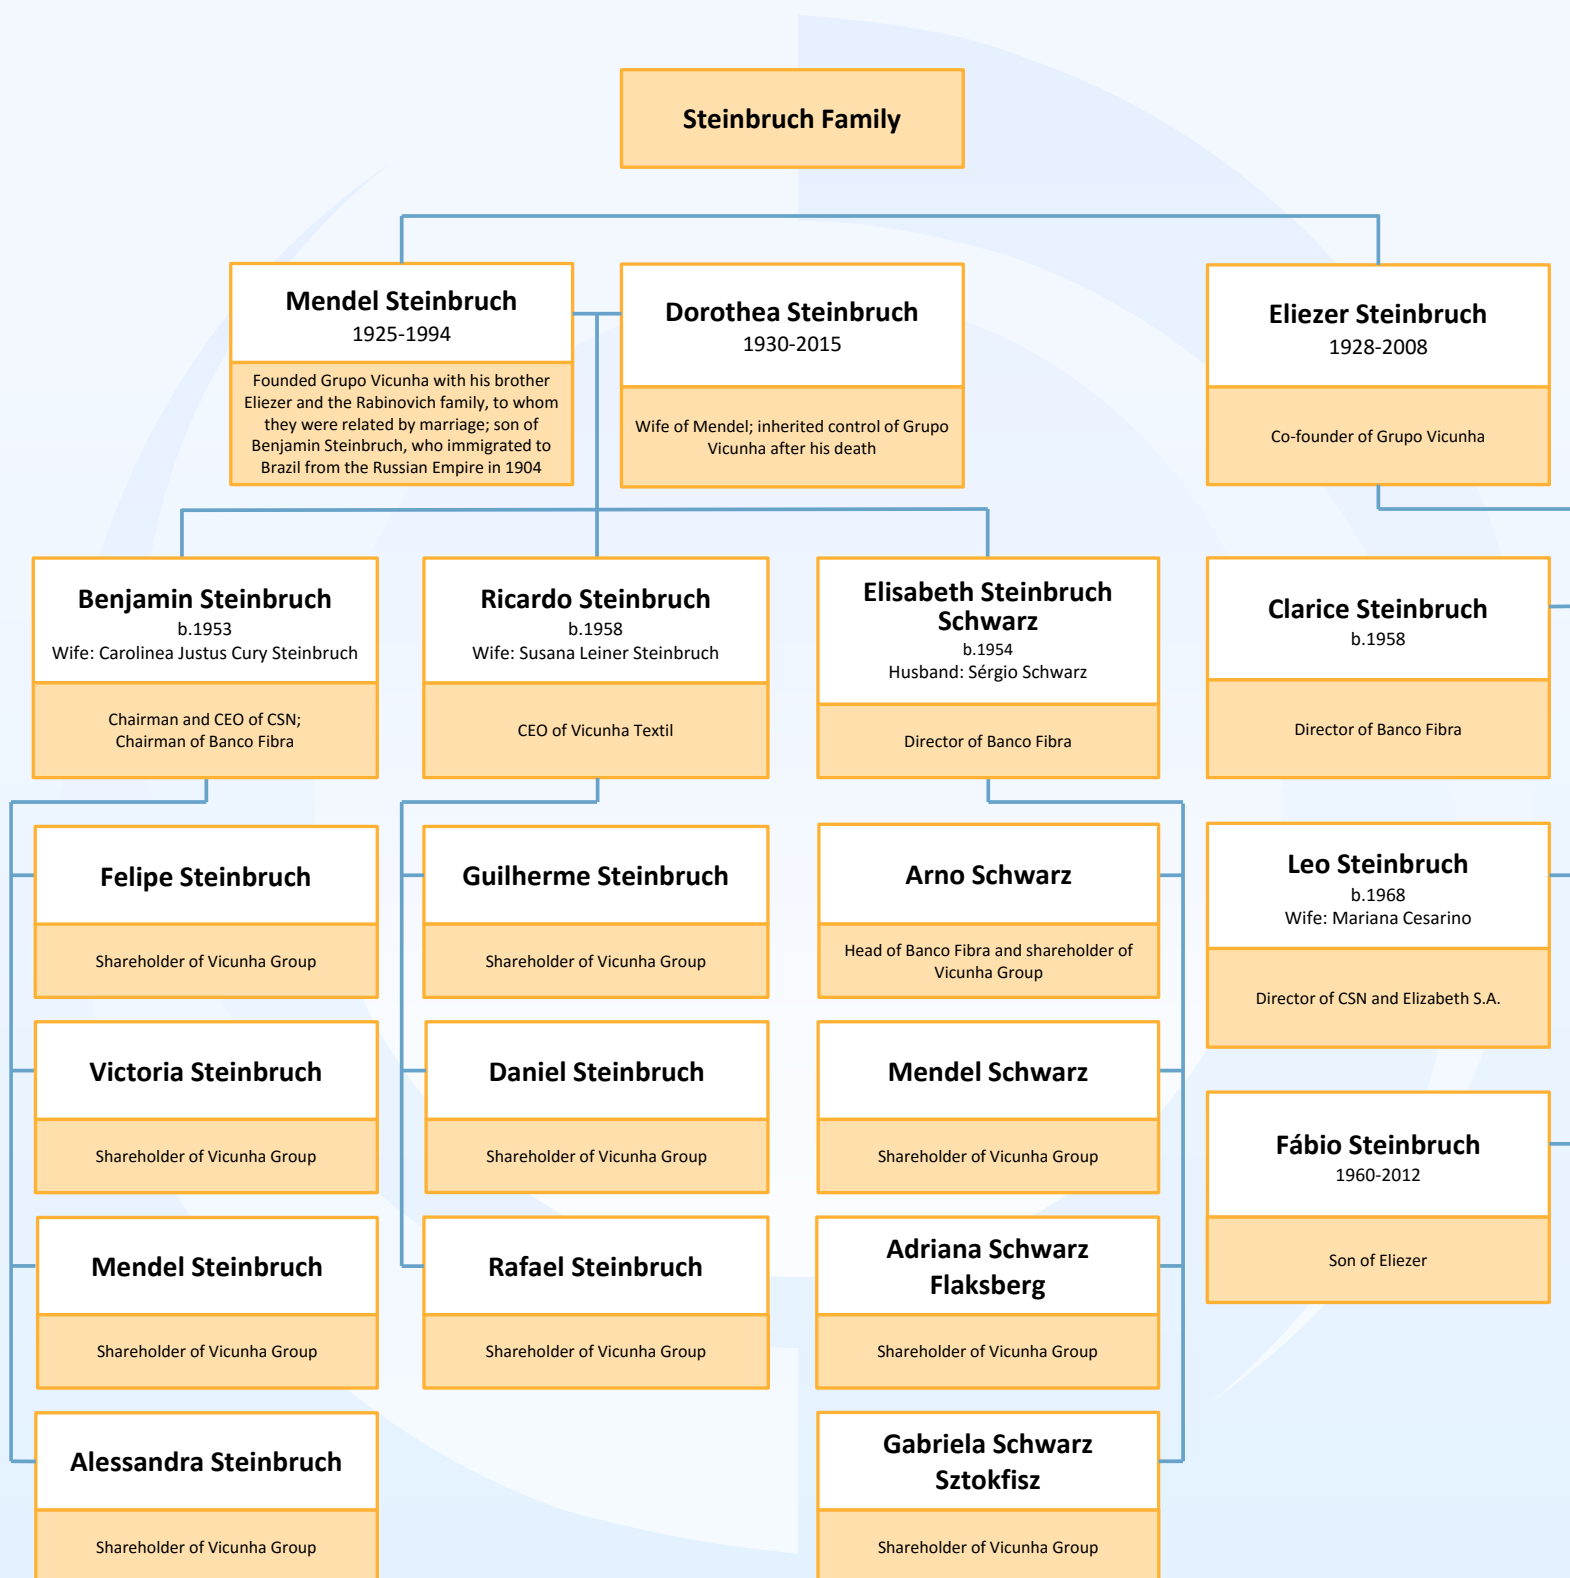 Steinbruch Family
Mendel Steinbruch
1925-1994
Founded Grupo Vicunha with his brother
Eliezer and the Rabinovich family, to whom
they were related by marriage; son of
Benjamin Steinbruch, who immigrated to
Brazil from the Russian Empire in 1904
Dorothea Steinbruch
1930-2015
Wife of Mendel; inherited control of Grupo
Vicunha after his death
Eliezer Steinbruch
1928-2008
Co-founder of Grupo Vicunha
Benjamin Steinbruch
b.1953
Wife: Carolinea Justus Cury Steinbruch
Chairman and CEO of CSN;
Chairman of Banco Fibra
Ricardo Steinbruch
b.1958
Wife: Susana Leiner Steinbruch
CEO of Vicunha Textil
Elisabeth Steinbruch
Schwarz
b.1954
Husband: Sérgio Schwarz
Director of Banco Fibra
Clarice Steinbruch
b.1958
Director of Banco Fibra
Felipe Steinbruch
Shareholder of Vicunha Group
Guilherme Steinbruch
Shareholder of Vicunha Group
Arno Schwarz
Head of Banco Fibra and shareholder of
Vicunha Group
Leo Steinbruch
b.1968
Wife: Mariana Cesarino
Director of CSN and Elizabeth S.A.
Victoria Steinbruch
Shareholder of Vicunha Group
Daniel Steinbruch
Shareholder of Vicunha Group
Mendel Schwarz
Shareholder of Vicunha Group
Fábio Steinbruch
1960-2012
Son of Eliezer
Mendel Steinbruch
Shareholder of Vicunha Group
Rafael Steinbruch
Shareholder of Vicunha Group
Adriana Schwarz
Flaksberg
Shareholder of Vicunha Group
Alessandra Steinbruch
Shareholder of Vicunha Group
Gabriela Schwarz
Sztokfisz
Shareholder of Vicunha Group